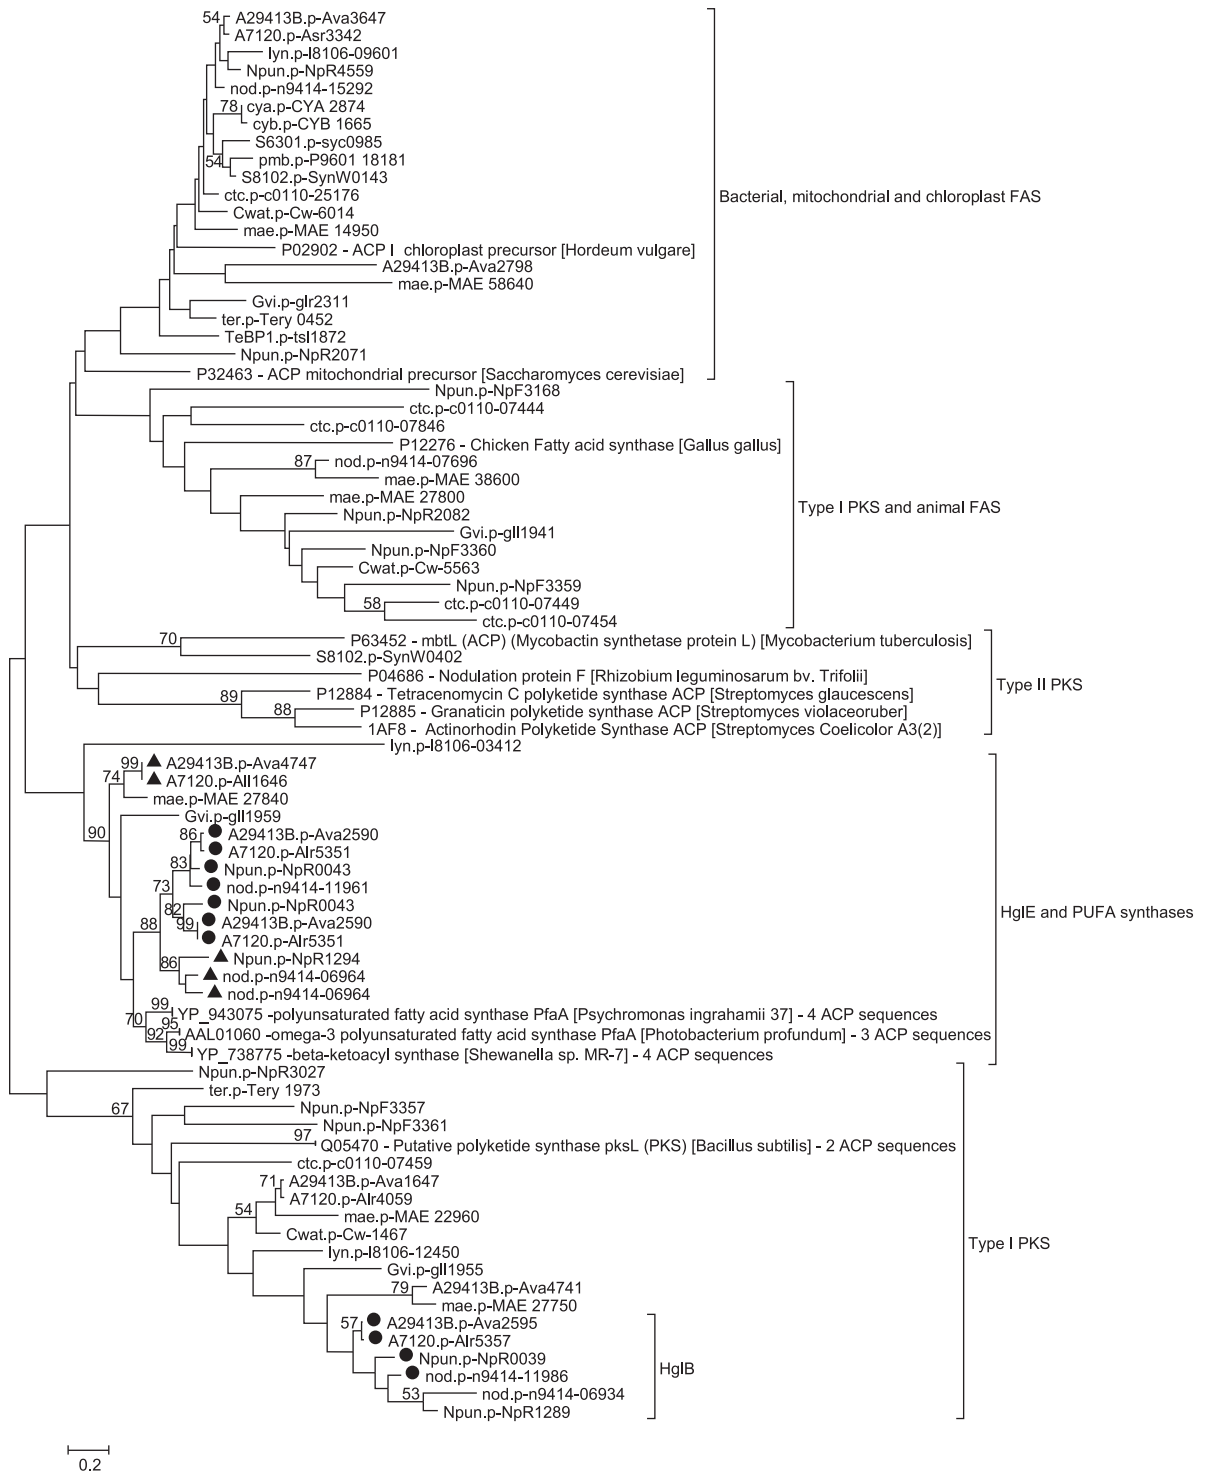 54
A29413B.p-Ava3647
A7120.p-Asr3342
lyn.p-l8106-09601
Npun.p-NpR4559
nod.p-n9414-15292
78
cya.p-CYA 2874
cyb.p-CYB 1665
S6301.p-syc0985
54
pmb.p-P9601 18181
S8102.p-SynW0143
ctc.p-c0110-25176
Bacterial, mitochondrial and chloroplast FAS
Cwat.p-Cw-6014
mae.p-MAE 14950
P02902 - ACP I chloroplast precursor [Hordeum vulgare]
A29413B.p-Ava2798
mae.p-MAE 58640
Gvi.p-glr2311
ter.p-Tery 0452
TeBP1.p-tsl1872
Npun.p-NpR2071
P32463 - ACP mitochondrial precursor [Saccharomyces cerevisiae]
Npun.p-NpF3168
ctc.p-c0110-07444
ctc.p-c0110-07846
P12276 - Chicken Fatty acid synthase [Gallus gallus]
87
nod.p-n9414-07696
mae.p-MAE 38600
mae.p-MAE 27800
Type I PKS and animal FAS
Npun.p-NpR2082
Gvi.p-gll1941
Npun.p-NpF3360
Cwat.p-Cw-5563
Npun.p-NpF3359
58
ctc.p-c0110-07449
ctc.p-c0110-07454
70
P63452 - mbtL (ACP) (Mycobactin synthetase protein L) [Mycobacterium tuberculosis]
S8102.p-SynW0402
P04686 - Nodulation protein F [Rhizobium leguminosarum bv. Trifolii]
Type II PKS
89
P12884 - Tetracenomycin C polyketide synthase ACP [Streptomyces glaucescens]
88
P12885 - Granaticin polyketide synthase ACP [Streptomyces violaceoruber]
1AF8 - Actinorhodin Polyketide Synthase ACP [Streptomyces Coelicolor A3(2)]
lyn.p-l8106-03412
99
A29413B.p-Ava4747
74
A7120.p-All1646
mae.p-MAE 27840
Gvi.p-gll1959
90
86
A29413B.p-Ava2590
A7120.p-Alr5351
83
Npun.p-NpR0043
73
nod.p-n9414-11961
82
Npun.p-NpR0043
HglE and PUFA synthases
88
99
A29413B.p-Ava2590
A7120.p-Alr5351
86
Npun.p-NpR1294
nod.p-n9414-06964
nod.p-n9414-06964
99
YP_943075 -polyunsaturated fatty acid synthase PfaA [Psychromonas ingrahamii 37] - 4 ACP sequences
70
95
92
AAL01060 -omega-3 polyunsaturated fatty acid synthase PfaA [Photobacterium profundum] - 3 ACP sequences
99
YP_738775 -beta-ketoacyl synthase [Shewanella sp. MR-7] - 4 ACP sequences
Npun.p-NpR3027
ter.p-Tery 1973
67
Npun.p-NpF3357
Npun.p-NpF3361
97
Q05470 - Putative polyketide synthase pksL (PKS) [Bacillus subtilis] - 2 ACP sequences
ctc.p-c0110-07459
71
A29413B.p-Ava1647
A7120.p-Alr4059
54
mae.p-MAE 22960
Cwat.p-Cw-1467
Type I PKS
lyn.p-l8106-12450
Gvi.p-gll1955
79
A29413B.p-Ava4741
mae.p-MAE 27750
57
A29413B.p-Ava2595
A7120.p-Alr5357
Npun.p-NpR0039
HglB
nod.p-n9414-11986
53
nod.p-n9414-06934
Npun.p-NpR1289
0.2